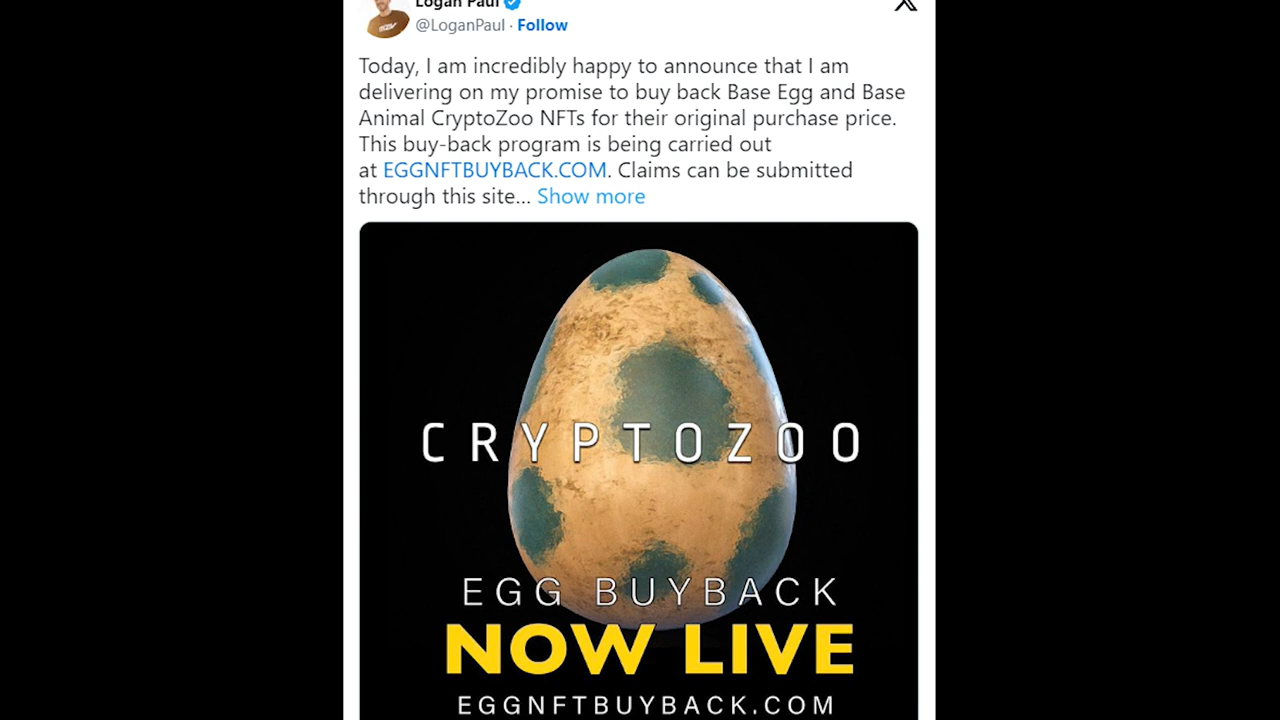 Logan Paul
@LoganPaul · Follow
Today, I am incredibly happy to announce that I am
delivering on my promise to buy back Base Egg and Base
Animal CryptoZoo NFTs for their original purchase price.
This buy-back program is being carried out
at EGGNFTBUYBACK.COM. Claims can be submitted
through this site... Show more
CRYPTOZOO
EGG BUYBACK
NOW LIVE
EGGNFTBUYBACK.COM